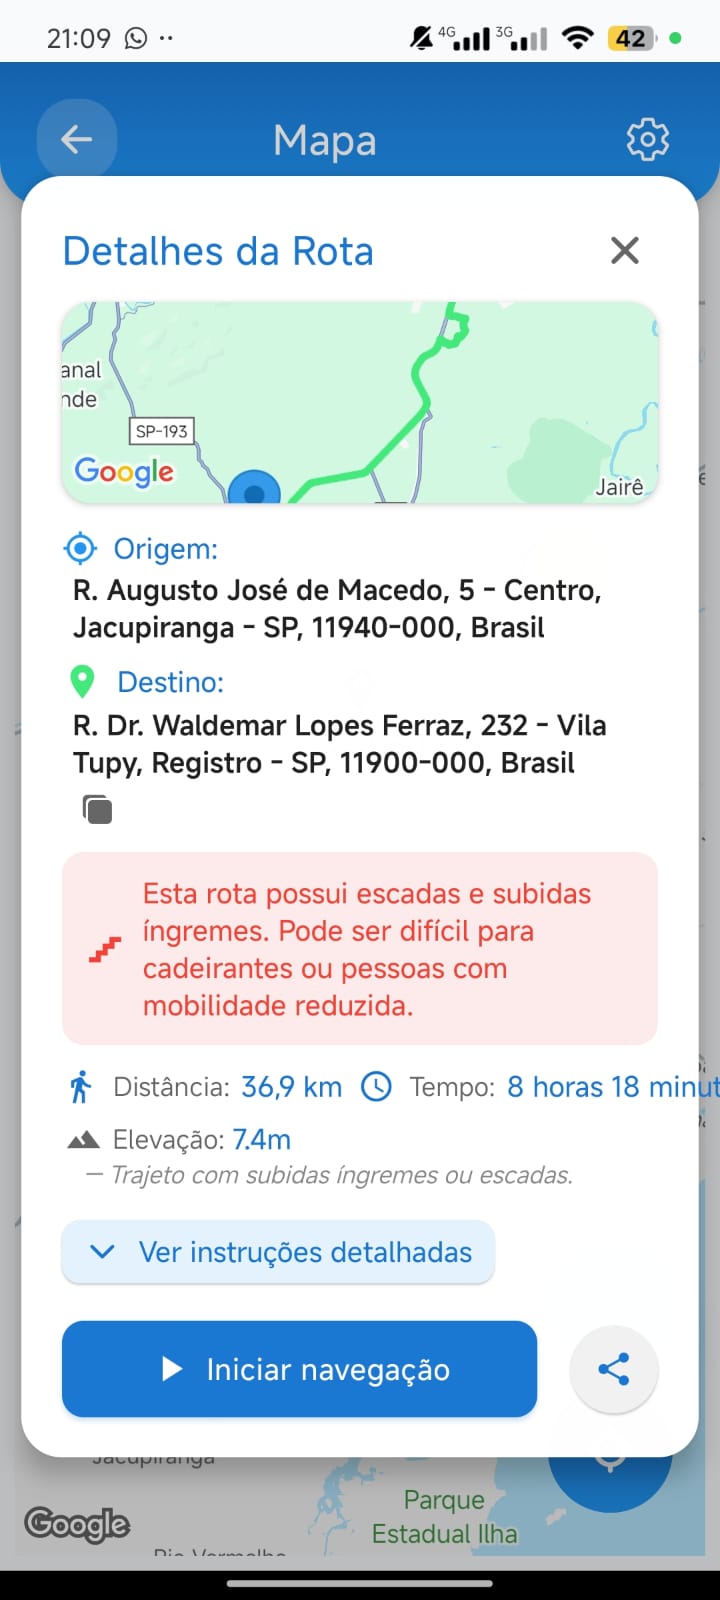 21:09
4G
3G
42
Mapa
Detalhes da Rota
anal
nde
SP-193
Google
Jairê
Origem:
R. Augusto José de Macedo, 5 - Centro,
Jacupiranga - SP, 11940-000, Brasil
Destino:
R. Dr. Waldemar Lopes Ferraz, 232 - Vila
Tupy, Registro - SP, 11900-000, Brasil
Esta rota possui escadas e subidas
íngremes. Pode ser difícil para
cadeirantes ou pessoas com
mobilidade reduzida.
Distância: 36,9 km Tempo: 8 horas 18 minut
Elevação: 7.4m
— Trajeto com subidas íngremes ou escadas.
Ver instruções detalhadas
Iniciar navegação
Jacupiranga
Parque
Estadual Ilha
Google
Rio Vermelho